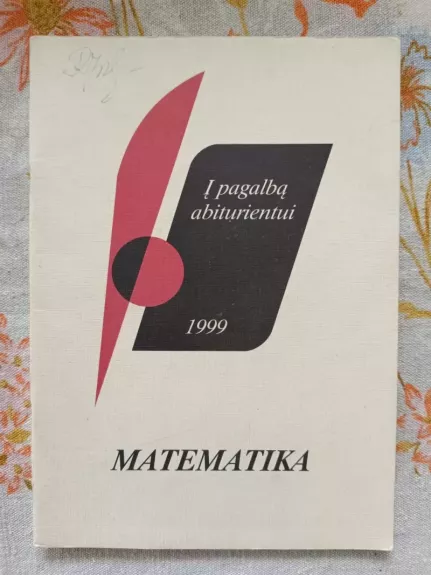 Į pagalbą
abiturientui
1999
MATEMATIKA